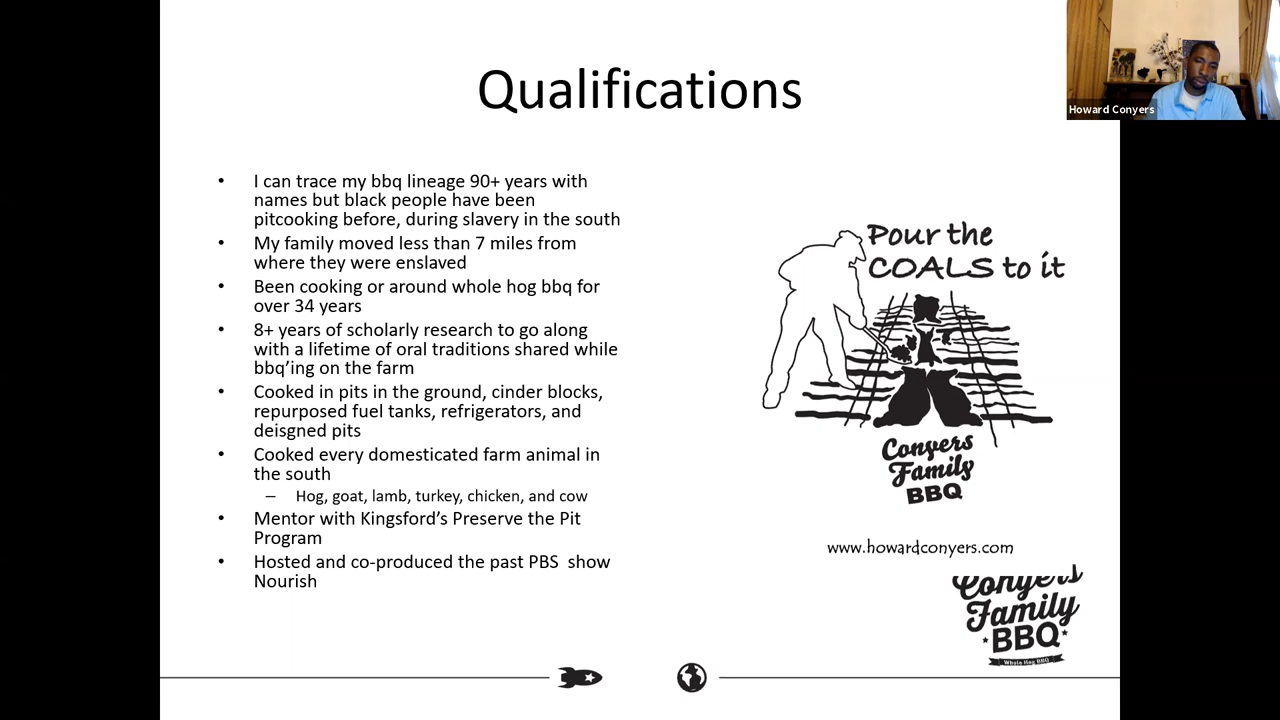 Qualifications
Howard Conyers
• I can trace my bbq lineage 90+ years with
names but black people have been
pitcooking before, during slavery in the south
• My family moved less than 7 miles from
where they were enslaved
• Been cooking or around whole hog bbq for
over 34 years
• 8+ years of scholarly research to go along
with a lifetime of oral traditions shared while
bbq'ing on the farm
• Cooked in pits in the ground, cinder blocks,
repurposed fuel tanks, refrigerators, and
deisgned pits
• Cooked every domesticated farm animal in
the south
– Hog, goat, lamb, turkey, chicken, and cow
• Mentor with Kingsford's Preserve the Pit
Program
• Hosted and co-produced the past PBS show
Nourish
Pour the
COALS to it
Conyers
Family
BBQ
www.howardconyers.com
Conyers
Family
BBQ
Whole Hog BBQ